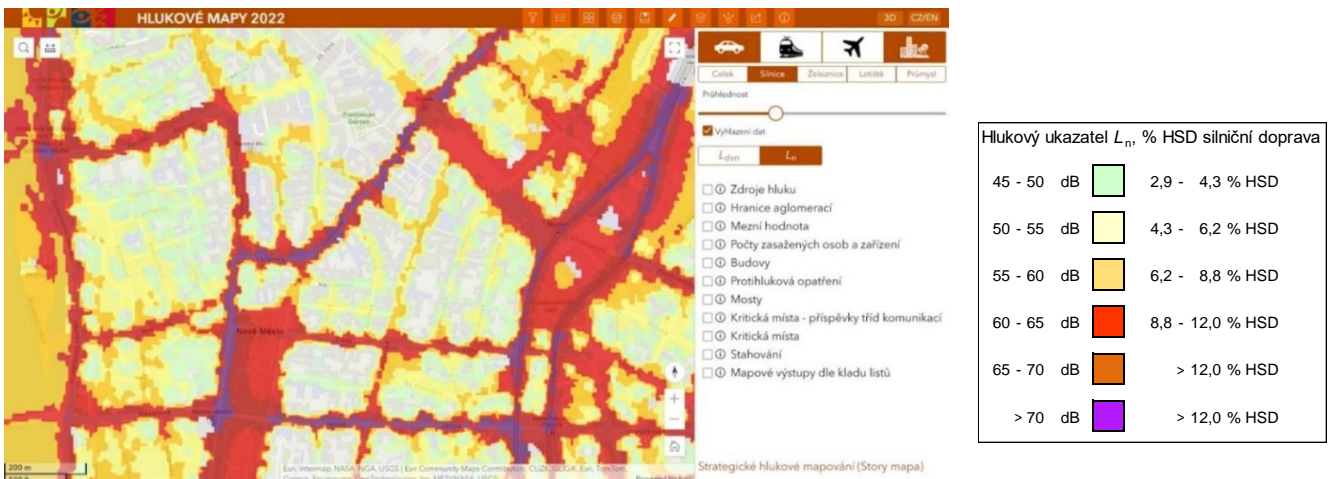 HLUKOVÉ MAPY 2022
3D
CZ/EN
Celek
Silnice
Železnice
Letiště
Průmysl
Průhlednost
Vyhlazení dat
Ldvn
Ln
Zdroje hluku
Hranice aglomerací
Mezní hodnota
Počty zasažených osob a zařízení
Budovy
Protihluková opatření
Mosty
Kritická místa - příspěvky tříd komunikací
Kritická místa
Stahování
Mapové výstupy dle kladu listů
Strategické hlukové mapování (Story mapa)
Franciscan
Garden
Nové Město
200 m
Hlukový ukazatel Ln, % HSD silniční doprava
45 - 50 dB 2,9 - 4,3 % HSD
50 - 55 dB 4,3 - 6,2 % HSD
55 - 60 dB 6,2 - 8,8 % HSD
60 - 65 dB 8,8 - 12,0 % HSD
65 - 70 dB > 12,0 % HSD
> 70 dB > 12,0 % HSD